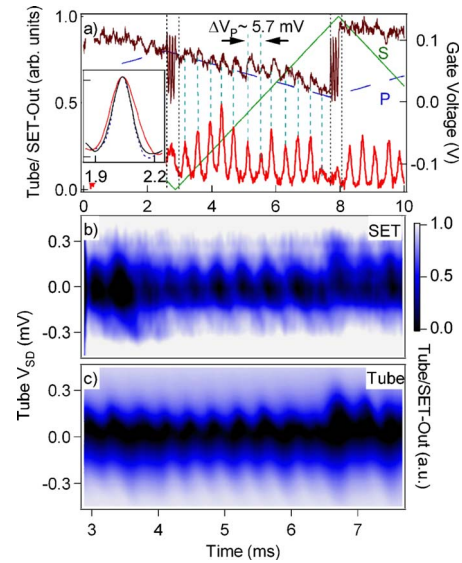 a)
ΔV_P ~ 5.7 mV
S
P
Tube/ SET-Out (arb. units)
1.0
0.5
0.0
Gate Voltage (V)
0.1
0.0
-0.1
1.9
2.2
0
2
4
6
8
10
b)
SET
0.3
0.0
-0.3
1.0
0.5
0.0
Tube/SET-Out (a.u.)
Tube V_SD (mV)
c)
Tube
0.3
0.0
-0.3
3
4
5
6
7
Time (ms)